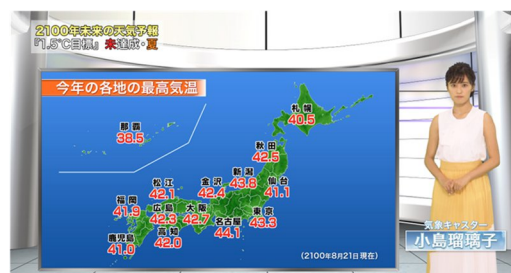 2100年未来の天気予報
『1.5℃目標』 未達成・夏
今年の各地の最高気温
札幌
40.5
那覇
38.5
秋田
42.5
新潟
43.8
仙台
41.1
金沢
42.4
松江
42.1
福岡
41.9
広島
42.3
大阪
42.7
東京
43.3
名古屋
44.1
高知
42.0
鹿児島
41.0
(2100年8月21日現在)
気象キャスター
小島瑠璃子